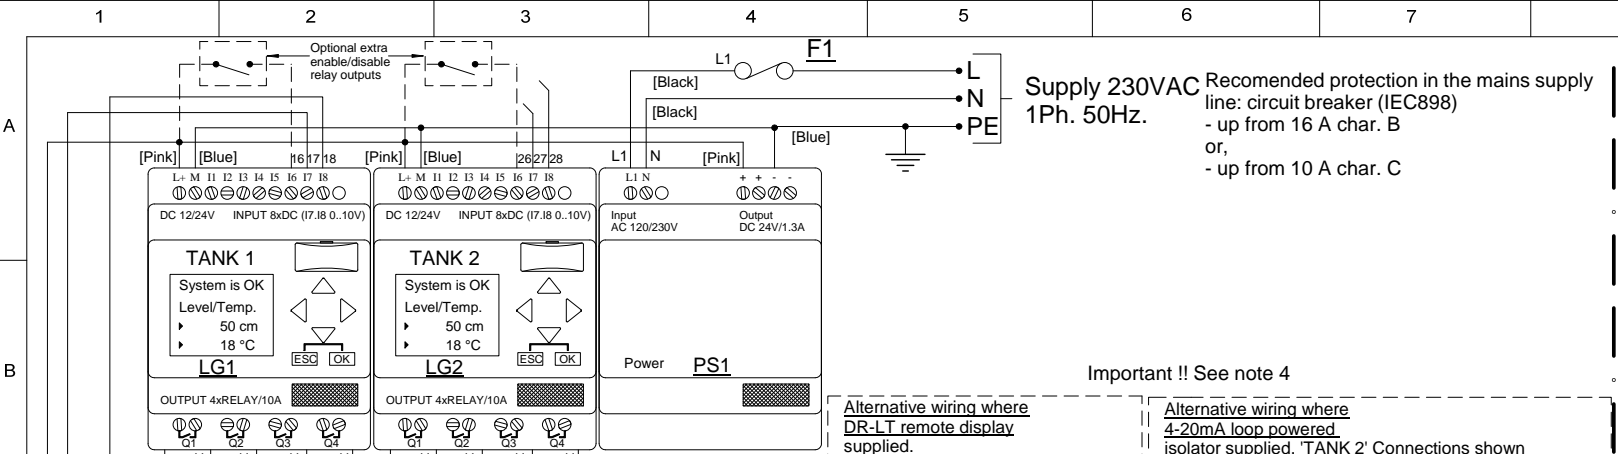 1 2 3 4 5 6 7
A
B
Optional extra
enable/disable
relay outputs
F1
L1
[Black]
[Black]
[Blue]
L
N
PE
Supply 230VAC
1Ph. 50Hz.
Recomended protection in the mains supply
line: circuit breaker (IEC898)
- up from 16 A char. B
or,
- up from 10 A char. C
[Pink] [Blue] 16 17 18
L+ M I1 I2 I3 I4 I5 I6 I7 I8
DC 12/24V INPUT 8xDC (I7.I8 0..10V)
TANK 1
System is OK
Level/Temp.
50 cm
18 °C
ESC OK
LG1
OUTPUT 4xRELAY/10A
Q1 Q2 Q3 Q4
[Pink] [Blue] 26 27 28
L+ M I1 I2 I3 I4 I5 I6 I7 I8
DC 12/24V INPUT 8xDC (I7.I8 0..10V)
TANK 2
System is OK
Level/Temp.
50 cm
18 °C
ESC OK
LG2
OUTPUT 4xRELAY/10A
Q1 Q2 Q3 Q4
L1 N [Pink]
L1 N + + - -
Input
AC 120/230V
Output
DC 24V/1.3A
Power PS1
Important !! See note 4
Alternative wiring where
DR-LT remote display
supplied.
Alternative wiring where
4-20mA loop powered
isolator supplied. 'TANK 2' Connections shown